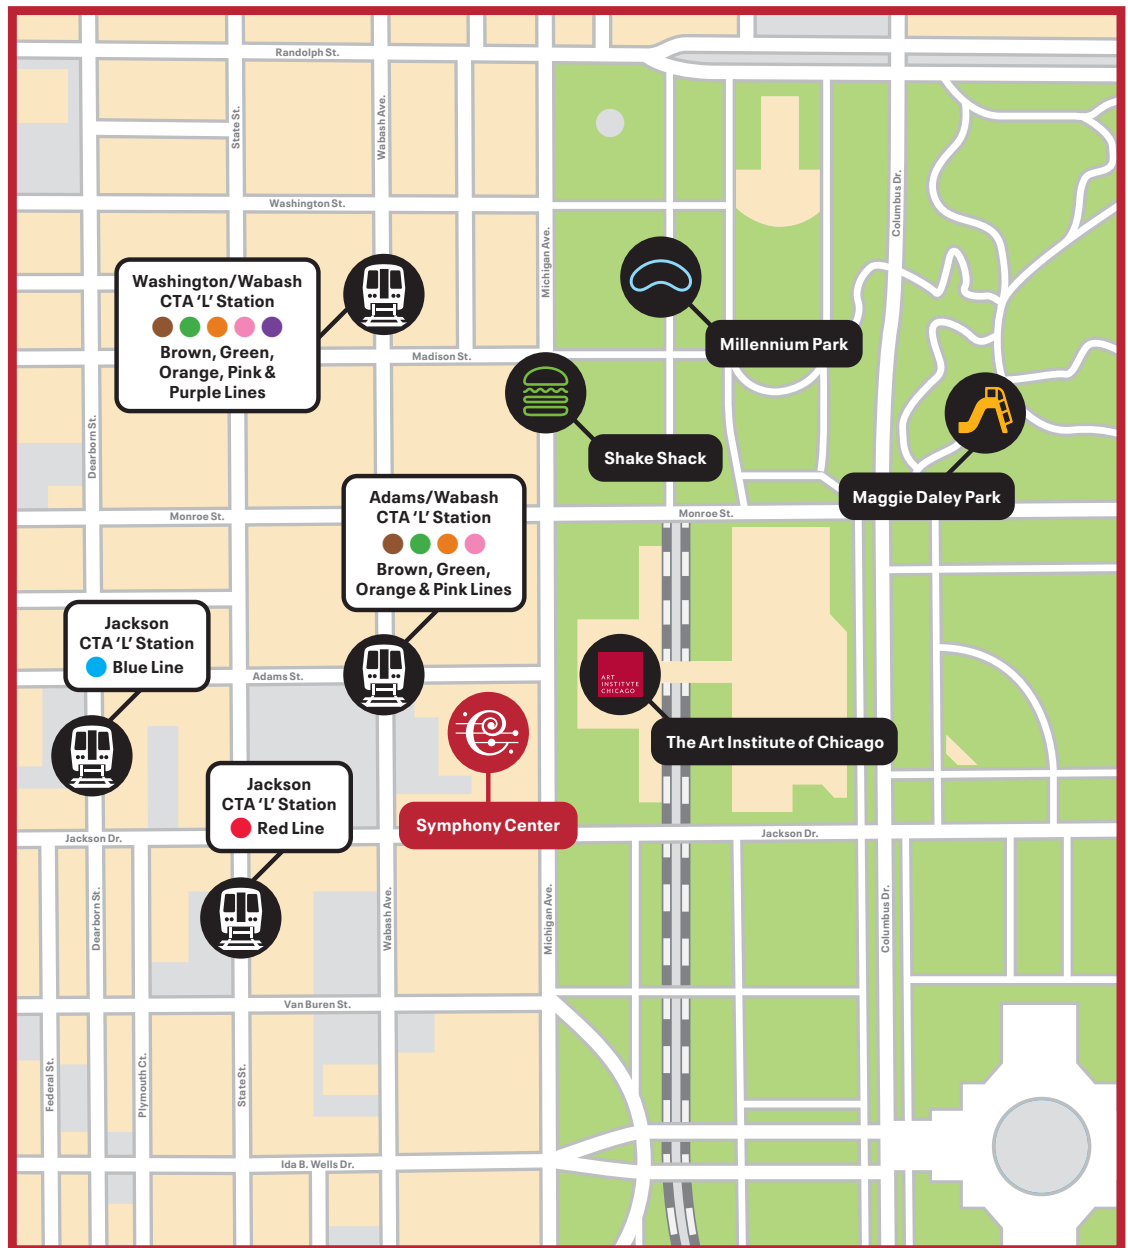 Randolph St.
State St.
Wabash Ave.
Washington St.
Columbus Dr.
Michigan Ave.
Washington/Wabash
CTA ‘L’ Station
Brown, Green,
Orange, Pink &
Purple Lines
Millennium Park
Madison St.
Shake Shack
Dearborn St.
Maggie Daley Park
Monroe St.
Monroe St.
Adams/Wabash
CTA ‘L’ Station
Brown, Green,
Orange & Pink Lines
Jackson
CTA ‘L’ Station
Blue Line
Adams St.
ART
INSTITVTE
CHICAGO
The Art Institute of Chicago
Jackson
CTA ‘L’ Station
Red Line
Symphony Center
Jackson Dr.
Jackson Dr.
Dearborn St.
Wabash Ave.
Michigan Ave.
Columbus Dr.
Van Buren St.
Federal St.
Plymouth Ct.
State St.
Ida B. Wells Dr.